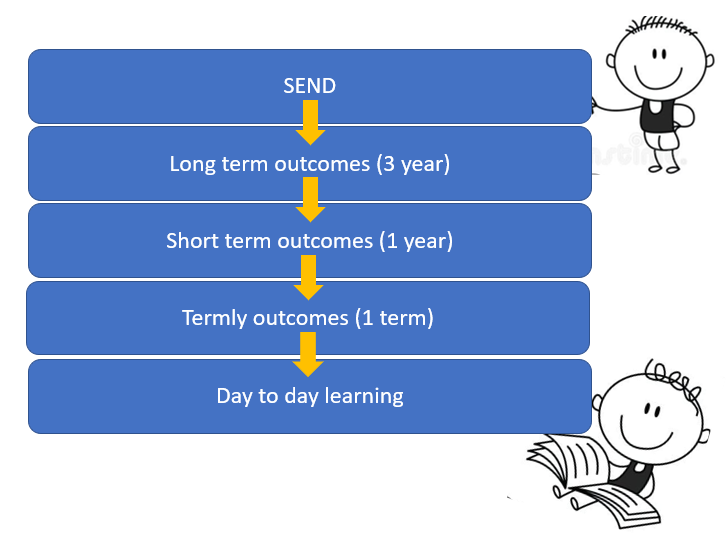 SEND
Long term outcomes (3 year)
Short term outcomes (1 year)
Termly outcomes (1 term)
Day to day learning